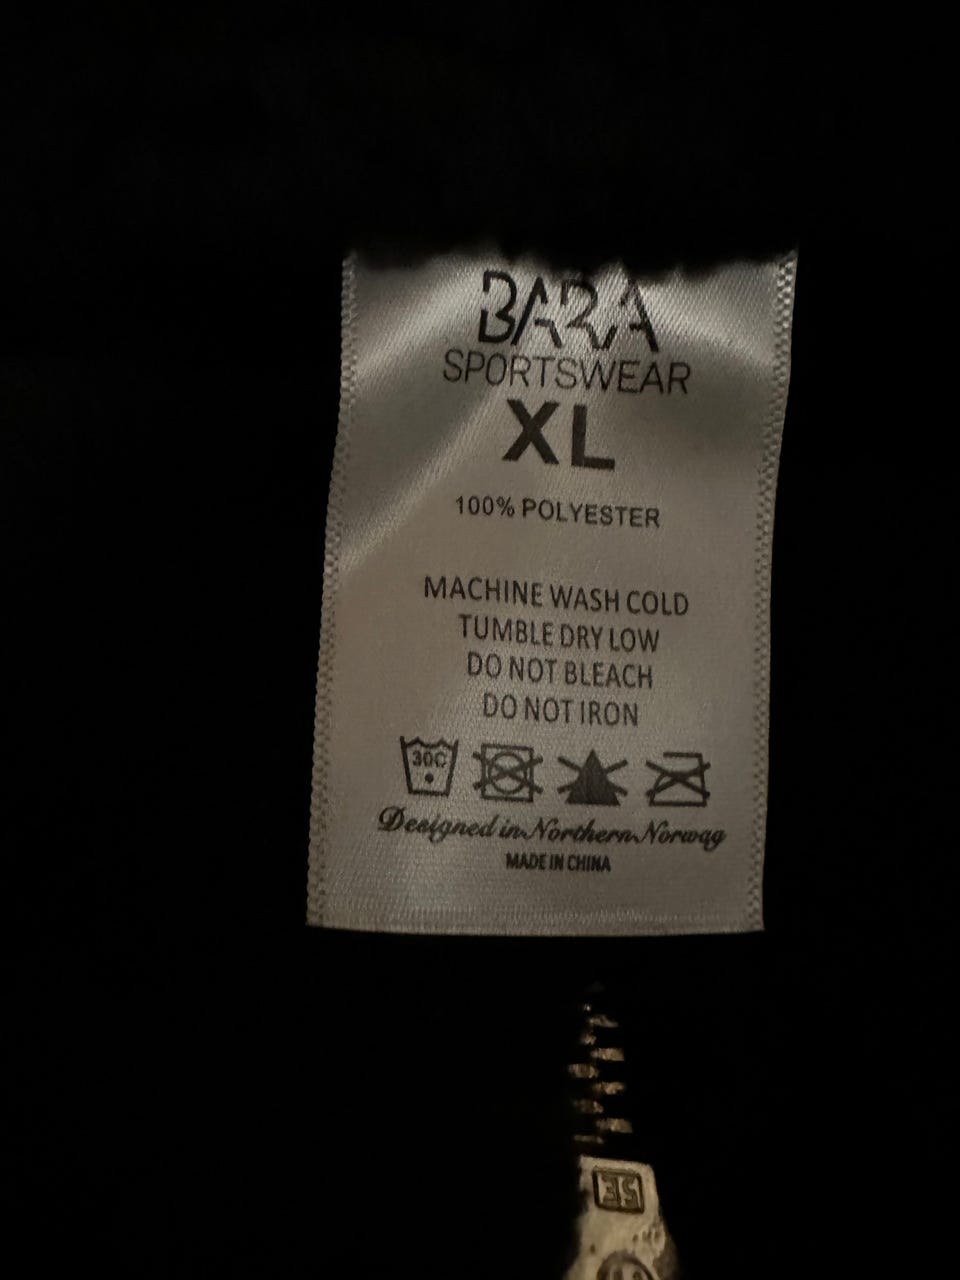 BARA
SPORTSWEAR
XL
100% POLYESTER
MACHINE WASH COLD
TUMBLE DRY LOW
DO NOT BLEACH
DO NOT IRON
30C
Designed in Northern Norway
MADE IN CHINA